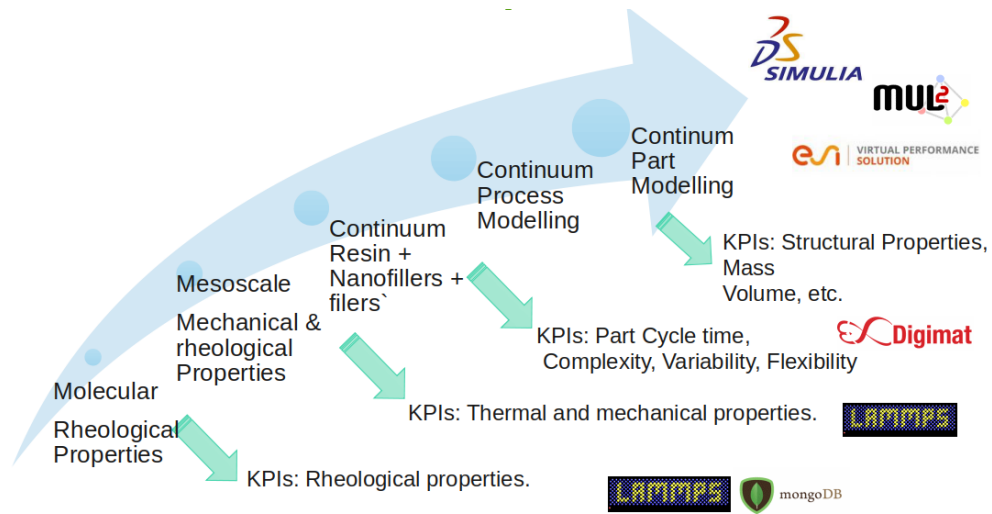 SIMULIA
MUL2
esi VIRTUAL PERFORMANCE
SOLUTION
Continum
Part
Modelling
Continuum
Process
Modelling
Continuum
Resin +
Nanofillers +
filers`
KPIs: Structural Properties,
Mass
Volume, etc.
Mesoscale
Mechanical &
rheological
Properties
KPIs: Part Cycle time,
Complexity, Variability, Flexibility
Digimat
Molecular
Rheological
Properties
KPIs: Thermal and mechanical properties.
LAMMPS
KPIs: Rheological properties.
LAMMPS
mongoDB